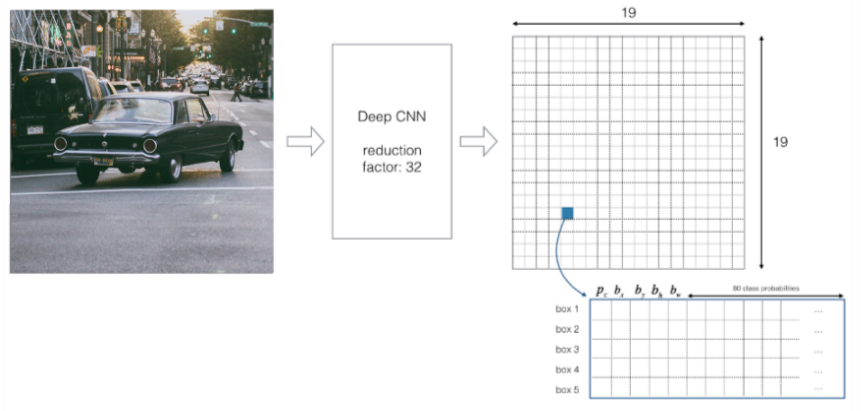 19
Deep CNN
reduction
factor: 32
19
p_c b_x b_y b_h b_w 80 class probabilities
box 1 ...
box 2 ...
box 3 ...
box 4 ...
box 5 ...